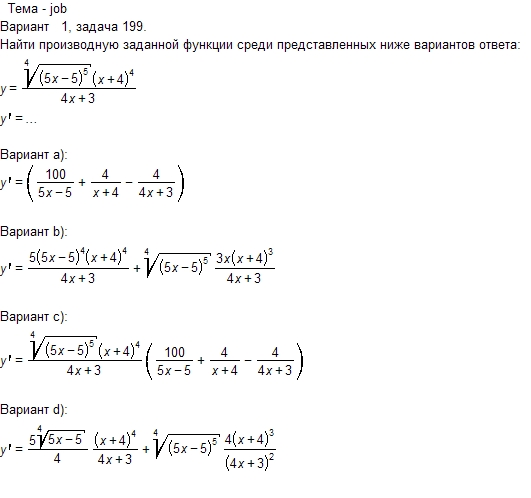 Тема - job
Вариант 1, задача 199.
Найти производную заданной функции среди представленных ниже вариантов ответа:
y = \frac{\sqrt[4]{(5x-5)^5}(x+4)^4}{4x+3}
y' = ...
Вариант a):
y' = \left( \frac{100}{5x-5} + \frac{4}{x+4} - \frac{4}{4x+3} \right)
Вариант b):
y' = \frac{5(5x-5)^4(x+4)^4}{4x+3} + \sqrt[4]{(5x-5)^5} \frac{3x(x+4)^3}{4x+3}
Вариант c):
y' = \frac{\sqrt[4]{(5x-5)^5}(x+4)^4}{4x+3} \left( \frac{100}{5x-5} + \frac{4}{x+4} - \frac{4}{4x+3} \right)
Вариант d):
y' = \frac{5\sqrt[4]{5x-5}}{4} \frac{(x+4)^4}{4x+3} + \sqrt[4]{(5x-5)^5} \frac{4(x+4)^3}{(4x+3)^2}